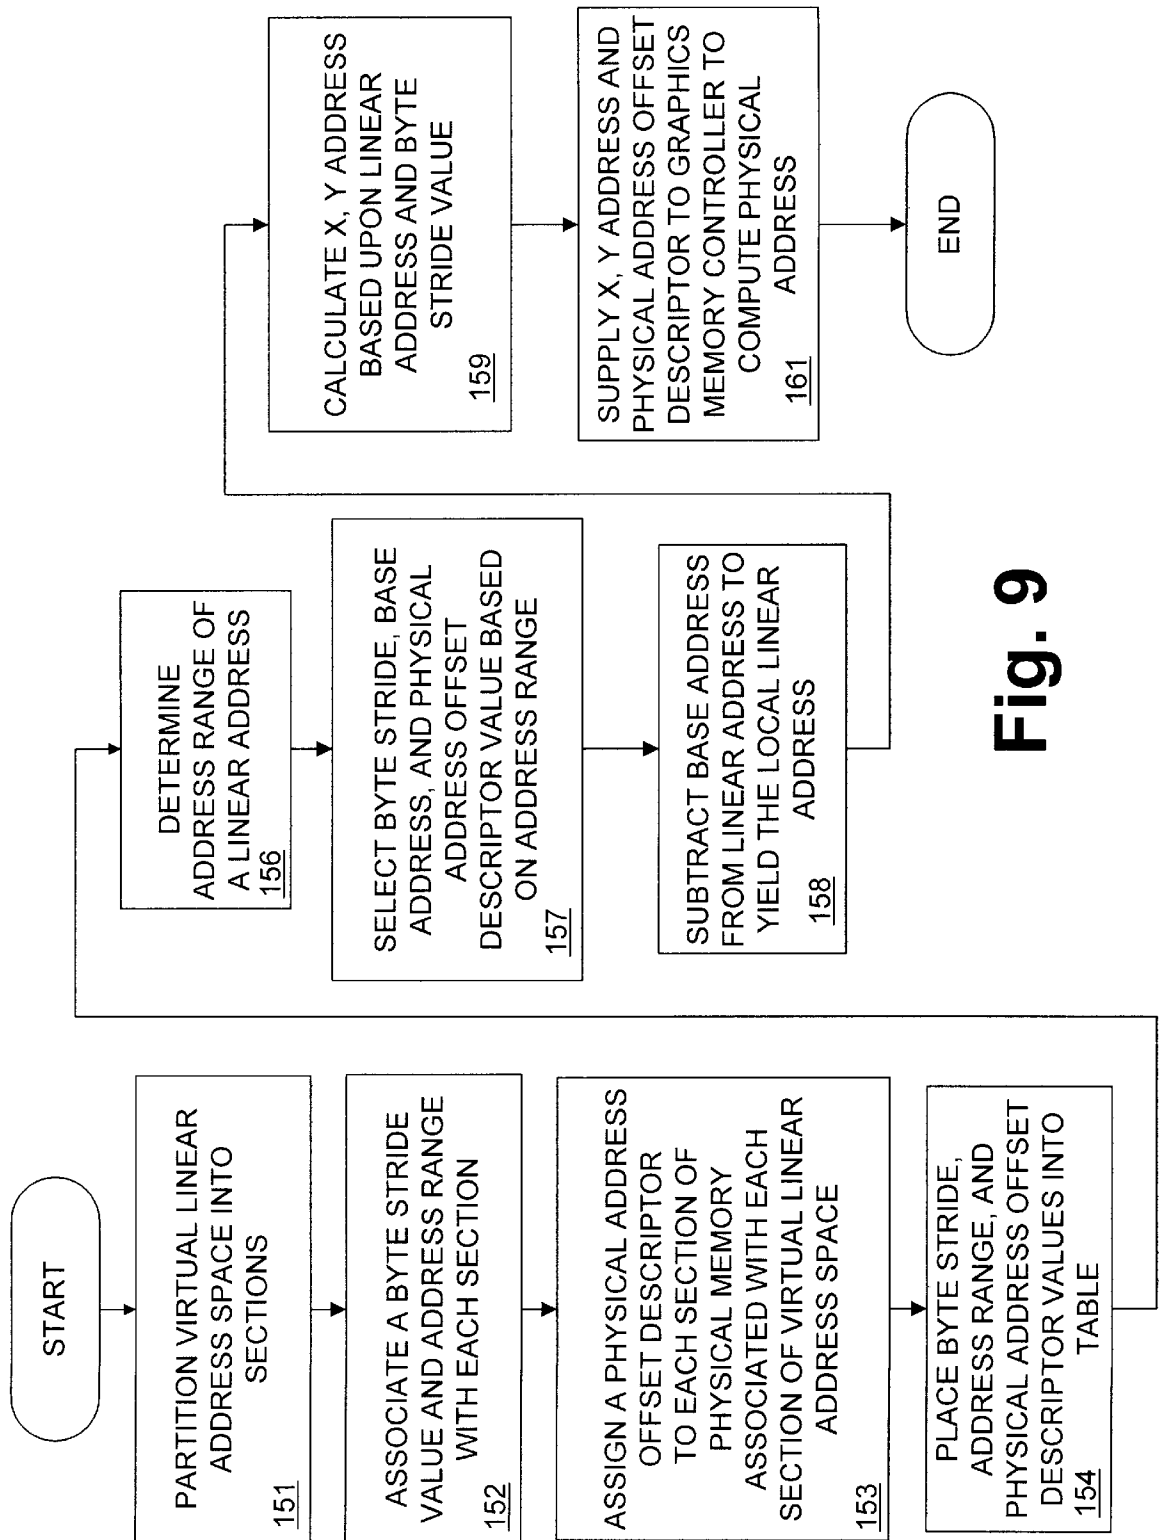 START
PARTITION VIRTUAL LINEAR
ADDRESS SPACE INTO
SECTIONS
151
ASSOCIATE A BYTE STRIDE
VALUE AND ADDRESS RANGE
WITH EACH SECTION
152
ASSIGN A PHYSICAL ADDRESS
OFFSET DESCRIPTOR
TO EACH SECTION OF
PHYSICAL MEMORY
ASSOCIATED WITH EACH
SECTION OF VIRTUAL LINEAR
ADDRESS SPACE
153
PLACE BYTE STRIDE,
ADDRESS RANGE, AND
PHYSICAL ADDRESS OFFSET
DESCRIPTOR VALUES INTO
TABLE
154
DETERMINE
ADDRESS RANGE OF
A LINEAR ADDRESS
156
SELECT BYTE STRIDE, BASE
ADDRESS, AND PHYSICAL
ADDRESS OFFSET
DESCRIPTOR VALUE BASED
ON ADDRESS RANGE
157
SUBTRACT BASE ADDRESS
FROM LINEAR ADDRESS TO
YIELD THE LOCAL LINEAR
ADDRESS
158
CALCULATE X, Y ADDRESS
BASED UPON LINEAR
ADDRESS AND BYTE
STRIDE VALUE
159
SUPPLY X, Y ADDRESS AND
PHYSICAL ADDRESS OFFSET
DESCRIPTOR TO GRAPHICS
MEMORY CONTROLLER TO
COMPUTE PHYSICAL
ADDRESS
161
END
Fig. 9